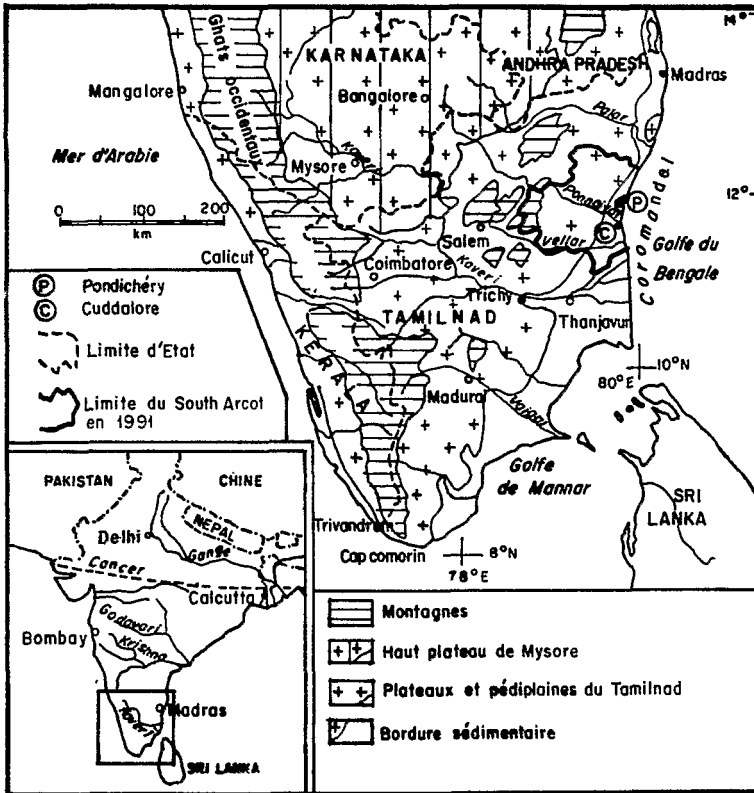 14°
Ghats occidentaux
KARNATAKA
ANDHRA PRADESH
Madras
Mangalore
Bangalore
Palar
Mer d'Arabie
Mysore
Kaveri
12°
0 100 200
km
Ponnaiyar
P
C
Salem
Vellar
Golfe du
Bengale
Coromandel
Calicut
Coimbatore
Kaveri
Trichy
Thanjavur
TAMILNAD
KERALA
10°N
80°E
Madurai
Vaigai
Golfe
de Mannar
SRI
LANKA
Trivandrum
Cap comorin
8°N
78°E
P Pondichéry
C Cuddalore
Limite d'Etat
Limite du South Arcot
en 1991
PAKISTAN
CHINE
NEPAL
Delhi
Gange
Cancer
Calcutta
Godavari
Bombay
Krishna
Madras
Kaveri
SRI LANKA
Montagnes
Haut plateau de Mysore
Plateaux et pédiplaines du Tamilnad
Bordure sédimentaire